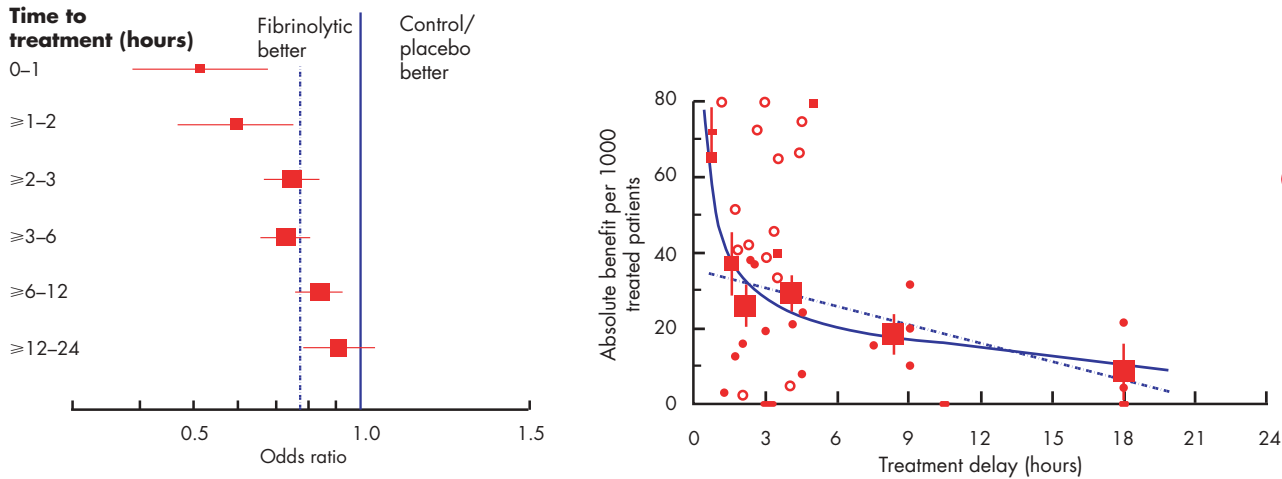 Time to
treatment (hours)
Fibrinolytic
better
Control/
placebo
better
0–1
⩾1–2
⩾2–3
⩾3–6
⩾6–12
⩾12–24
0.5
1.0
1.5
Odds ratio
Absolute benefit per 1000
treated patients
80
60
40
20
0
0
3
6
9
12
15
18
21
24
Treatment delay (hours)